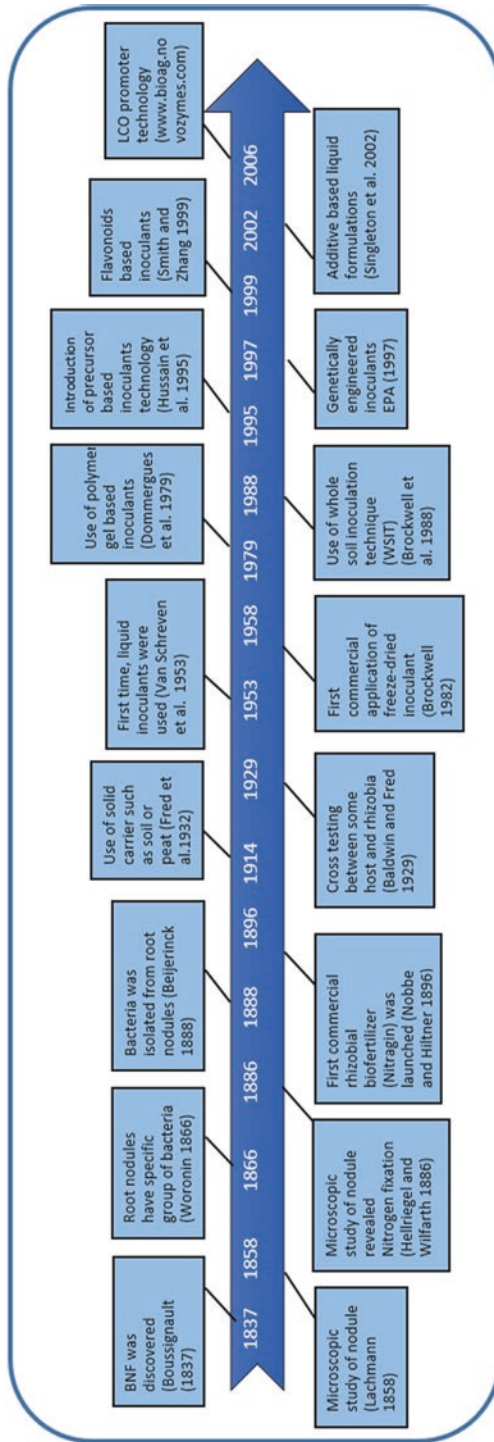 BNF was
discovered
(Boussignault
(1837)
Root nodules
have specific
group of bacteria
(Woronin 1866)
Bacteria was
isolated from root
nodules (Beijerinck
1888)
Use of solid
carrier such
as soil or
peat (Fred et
al.1932)
First time, liquid
inoculants were
used (Van Schreven
et al. 1953)
Use of polymer
gel based
inoculants
(Dommergues
et al. 1979)
Introduction
of precursor
based
inoculants
technology
(Hussain et
al. 1995)
Flavonoids
based
inoculants
(Smith and
Zhang 1999)
LCO promoter
technology
(www.bioag.no
vozymes.com)
1837 1858 1866 1886 1888 1896 1914 1929 1953 1958 1979 1988 1995 1997 1999 2002 2006
Microscopic
study of nodule
(Lachmann
1858)
Microscopic
study of nodule
revealed
Nitrogen fixation
(Hellriegel and
Wilfarth 1886)
First commercial
rhizobial
biofertilizer
(Nitragin) was
launched (Nobbe
and Hiltner 1896)
Cross testing
between some
host and rhizobia
(Baldwin and Fred
1929)
First
commercial
application of
freeze-dried
inoculant
(Brockwell
1982)
Use of whole
soil inoculation
technique
(WSIT)
(Brockwell et
al. 1988)
Genetically
engineered
inoculants
EPA (1997)
Additive based liquid
formulations
(Singleton et al. 2002)